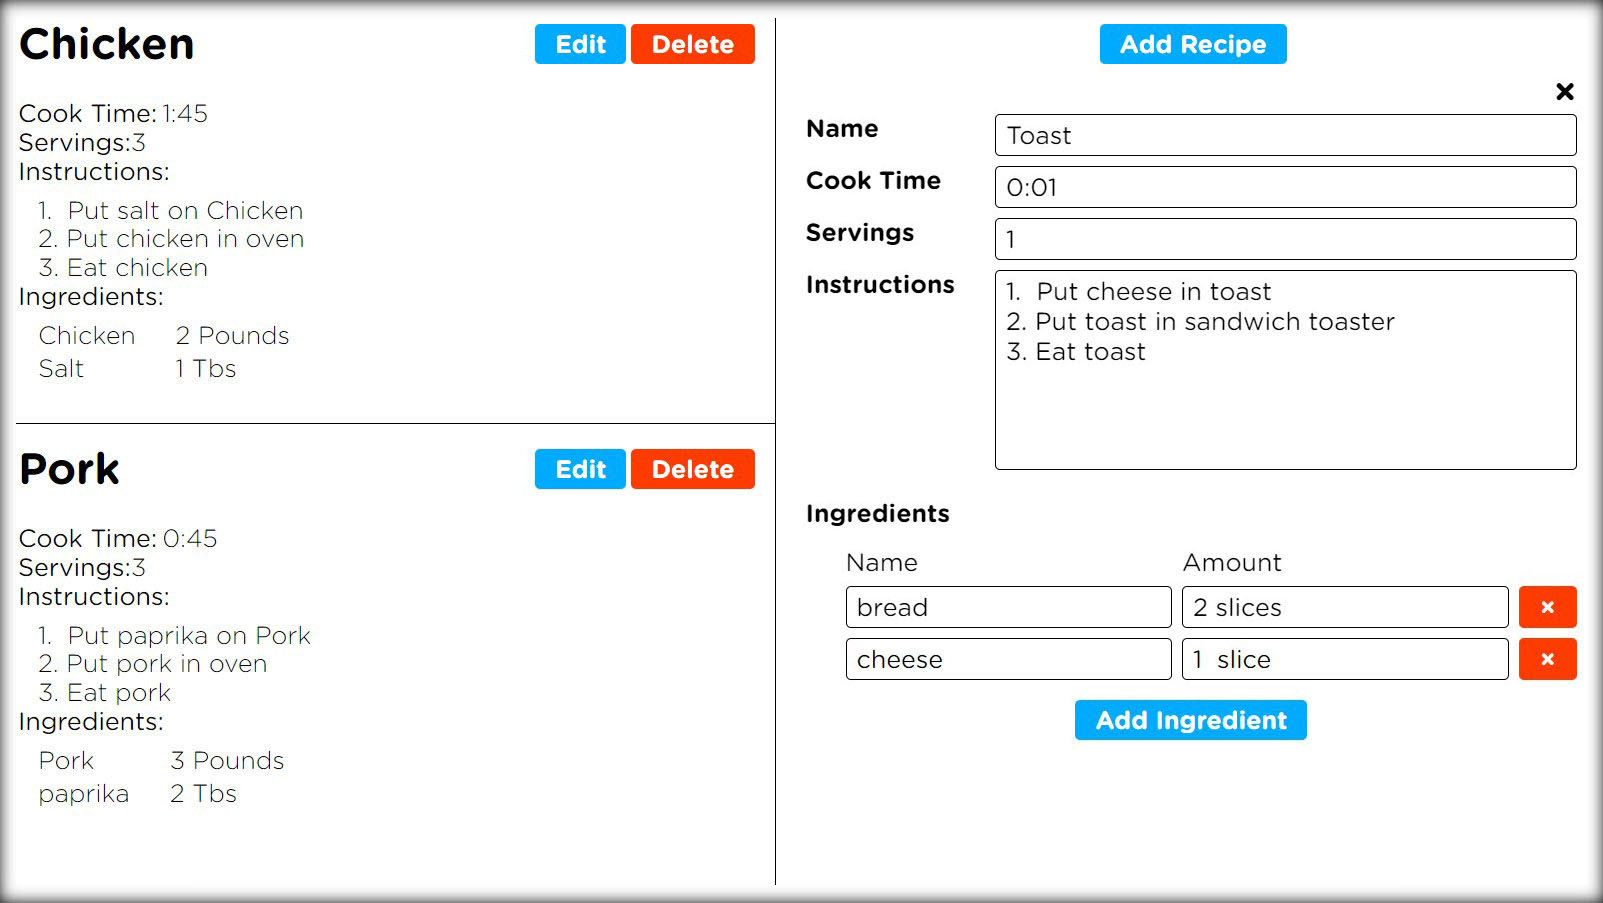 Chicken
Edit
Delete
Cook Time: 1:45
Servings:3
Instructions:
1. Put salt on Chicken
2. Put chicken in oven
3. Eat chicken
Ingredients:
Chicken 2 Pounds
Salt 1 Tbs
Pork
Edit
Delete
Cook Time: 0:45
Servings:3
Instructions:
1. Put paprika on Pork
2. Put pork in oven
3. Eat pork
Ingredients:
Pork 3 Pounds
paprika 2 Tbs
Add Recipe
×
Name Toast
Cook Time 0:01
Servings 1
Instructions
1. Put cheese in toast
2. Put toast in sandwich toaster
3. Eat toast
Ingredients
Name Amount
bread 2 slices ×
cheese 1 slice ×
Add Ingredient